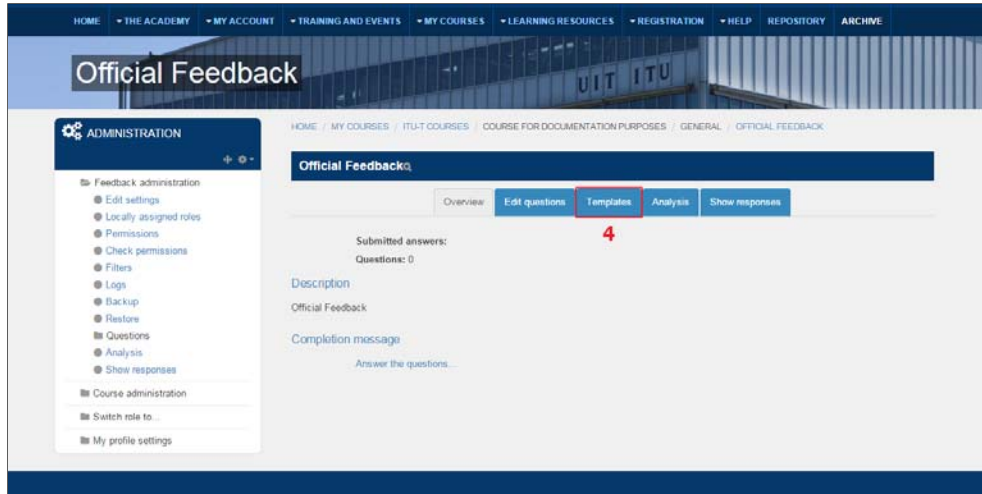 HOME THE ACADEMY MY ACCOUNT TRAINING AND EVENTS MY COURSES LEARNING RESOURCES REGISTRATION HELP REPOSITORY ARCHIVE
Official Feedback
UIT ITU
ADMINISTRATION
HOME / MY COURSES / ITU-T COURSES / COURSE FOR DOCUMENTATION PURPOSES / GENERAL / OFFICIAL FEEDBACK
Official Feedback
Feedback administration
Edit settings
Locally assigned roles
Permissions
Check permissions
Filters
Logs
Backup
Restore
Questions
Analysis
Show responses
Course administration
Switch role to...
My profile settings
Overview Edit questions Templates Analysis Show responses
4
Submitted answers:
Questions: 0
Description
Official Feedback
Completion message
Answer the questions...